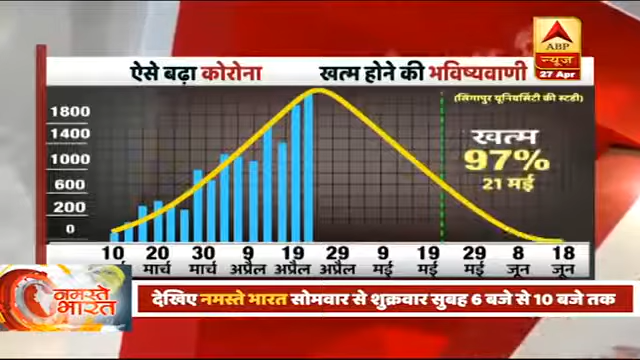 ABP
न्यूज़
27 Apr
ऐसे बढ़ा कोरोना
खत्म होने की भविष्यवाणी
(सिंगापुर यूनिवर्सिटी की स्टडी)
1800
1400
1000
600
200
0
खत्म
97%
21 मई
10 20 30 9 19 29 9 19 29 8 18
मार्च मार्च अप्रैल अप्रैल अप्रैल मई मई मई जून जून
नमस्ते
भारत
देखिए नमस्ते भारत सोमवार से शुक्रवार सुबह 6 बजे से 10 बजे तक